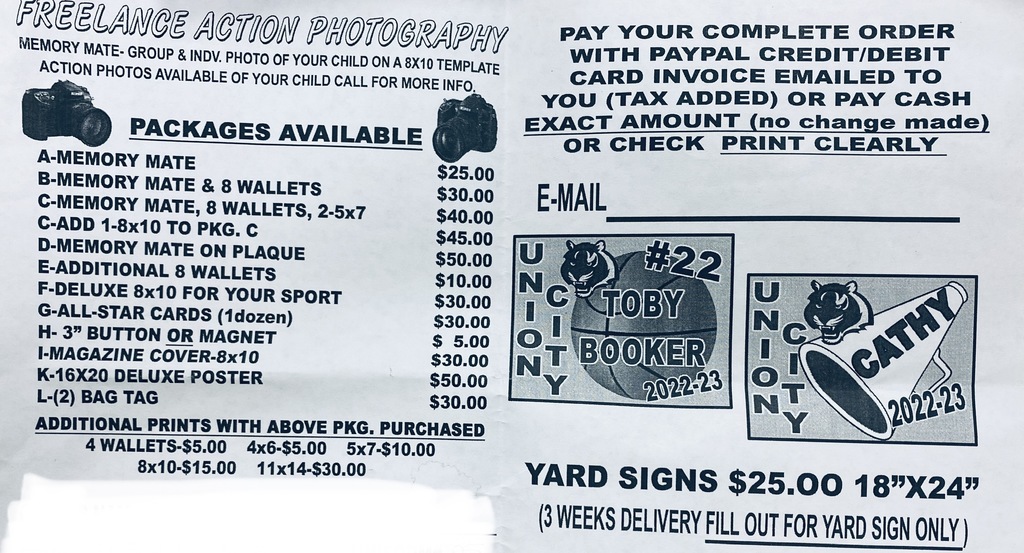 FREELANCE ACTION PHOTOGRAPHY
MEMORY MATE- GROUP & INDV. PHOTO OF YOUR CHILD ON A 8X10 TEMPLATE
ACTION PHOTOS AVAILABLE OF YOUR CHILD CALL FOR MORE INFO.
PACKAGES AVAILABLE
A-MEMORY MATE $25.00
B-MEMORY MATE & 8 WALLETS $30.00
C-MEMORY MATE, 8 WALLETS, 2-5x7 $40.00
C-ADD 1-8x10 TO PKG. C $45.00
D-MEMORY MATE ON PLAQUE $50.00
E-ADDITIONAL 8 WALLETS $10.00
F-DELUXE 8x10 FOR YOUR SPORT $30.00
G-ALL-STAR CARDS (1dozen) $30.00
H- 3" BUTTON OR MAGNET $ 5.00
I-MAGAZINE COVER-8x10 $30.00
K-16X20 DELUXE POSTER $50.00
L-(2) BAG TAG $30.00
ADDITIONAL PRINTS WITH ABOVE PKG. PURCHASED
4 WALLETS-$5.00 4x6-$5.00 5x7-$10.00
8x10-$15.00 11x14-$30.00
PAY YOUR COMPLETE ORDER
WITH PAYPAL CREDIT/DEBIT
CARD INVOICE EMAILED TO
YOU (TAX ADDED) OR PAY CASH
EXACT AMOUNT (no change made)
OR CHECK PRINT CLEARLY
E-MAIL
UNION
CITY
#22
TOBY
BOOKER
2022-23
UNION
CITY
CATHY
2022-23
YARD SIGNS $25.00 18"X24"
(3 WEEKS DELIVERY FILL OUT FOR YARD SIGN ONLY)